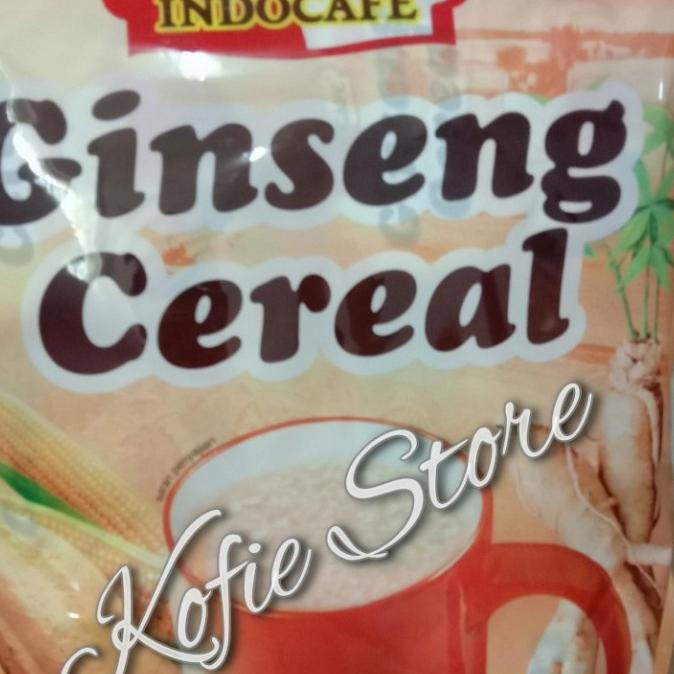 INDOCAFE
Ginseng
Cereal
Kofie Store